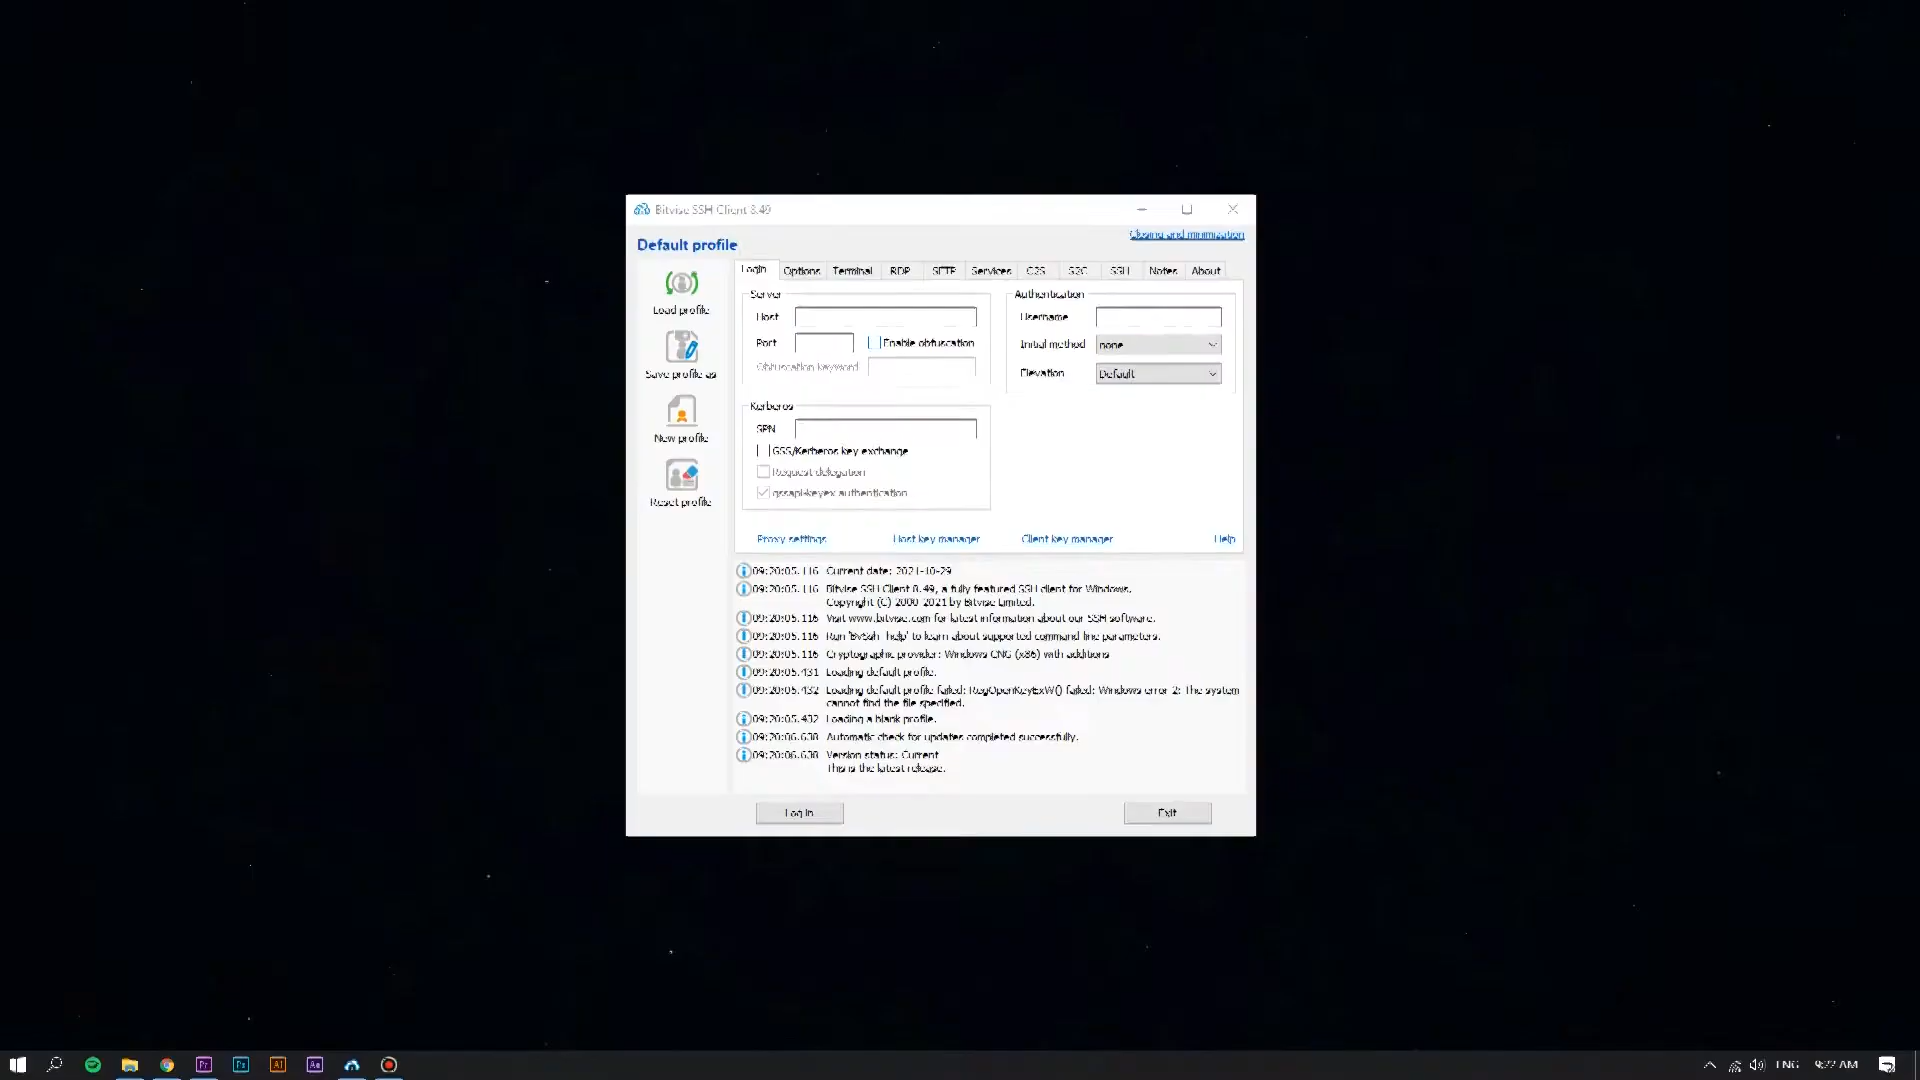 Bitvise SSH Client 8.49
Default profile
Closing and minimization
Login Options Terminal RDP SFTP Services C2S S2C SSH Notes About
Load profile
Save profile as
New profile
Reset profile
Server
Host
Port
Enable obfuscation
Obfuscation keyword
Authentication
Username
Initial method none
Elevation Default
Kerberos
SPN
GSS/Kerberos key exchange
Request delegation
gssapi-keyex authentication
Proxy settings Host key manager Client key manager Help
09:20:05.116 Current date: 2021-10-29
09:20:05.116 Bitvise SSH Client 8.49, a fully featured SSH client for Windows.
Copyright (C) 2000-2021 by Bitvise Limited.
09:20:05.116 Visit www.bitvise.com for latest information about our SSH software.
09:20:05.116 Run 'BvSsh -help' to learn about supported command line parameters.
09:20:05.116 Cryptographic provider: Windows CNG (x86) with additions
09:20:05.431 Loading default profile.
09:20:05.432 Loading default profile failed: RegOpenKeyExW() failed: Windows error 2: The system
cannot find the file specified.
09:20:05.432 Loading a blank profile.
09:20:06.638 Automatic check for updates completed successfully.
09:20:06.638 Version status: Current
This is the latest release.
Log in
Exit
Pr Ps Ai Ae
ENG 9:22 AM